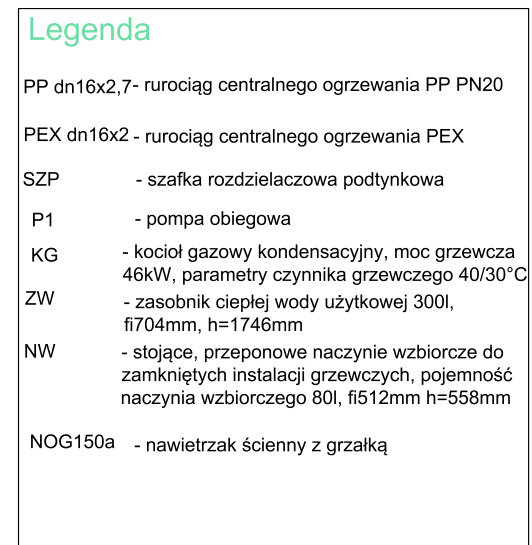 Legenda
PP dn16x2,7- rurociąg centralnego ogrzewania PP PN20
PEX dn16x2 - rurociąg centralnego ogrzewania PEX
SZP - szafka rozdzielaczowa podtynkowa
P1 - pompa obiegowa
KG - kocioł gazowy kondensacyjny, moc grzewcza
46kW, parametry czynnika grzewczego 40/30°C
ZW - zasobnik ciepłej wody użytkowej 300l,
fi704mm, h=1746mm
NW - stojące, przeponowe naczynie wzbiorcze do
zamkniętych instalacji grzewczych, pojemność
naczynia wzbiorczego 80l, fi512mm h=558mm
NOG150a - nawietrzak ścienny z grzałką